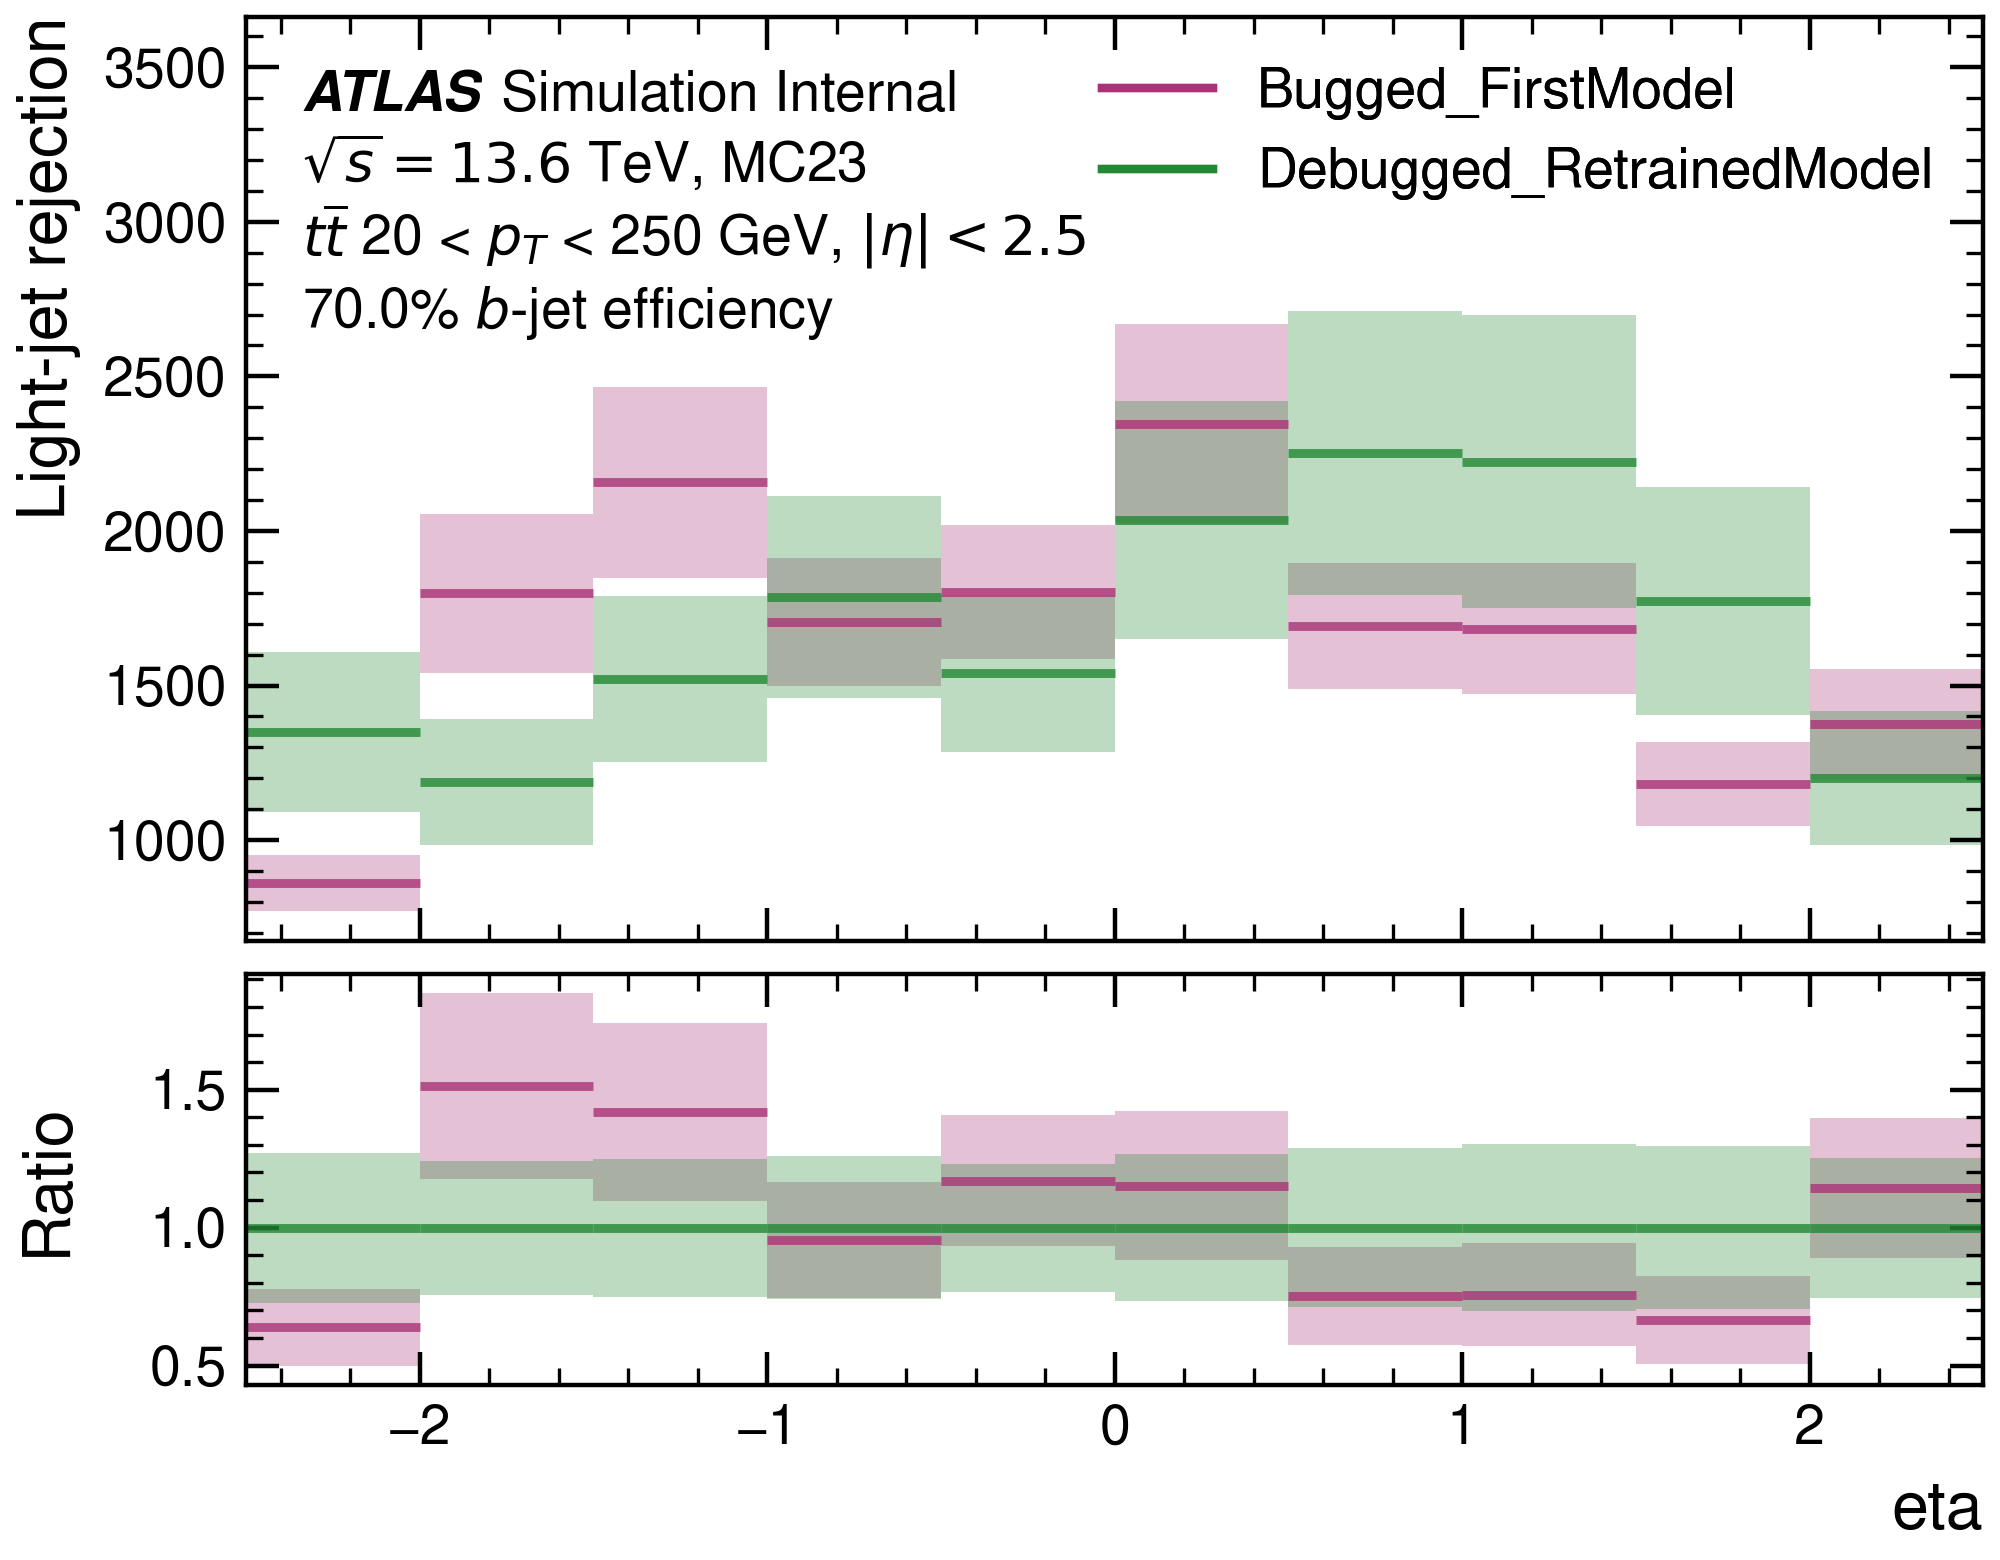 Light-jet rejection
3500
3000
2500
2000
1500
1000
ATLAS Simulation Internal
√s = 13.6 TeV, MC23
tt̄ 20 < p_T < 250 GeV, |η| < 2.5
70.0% b-jet efficiency
Bugged_FirstModel
Debugged_RetrainedModel
Ratio
1.5
1.0
0.5
−2 −1 0 1 2
eta